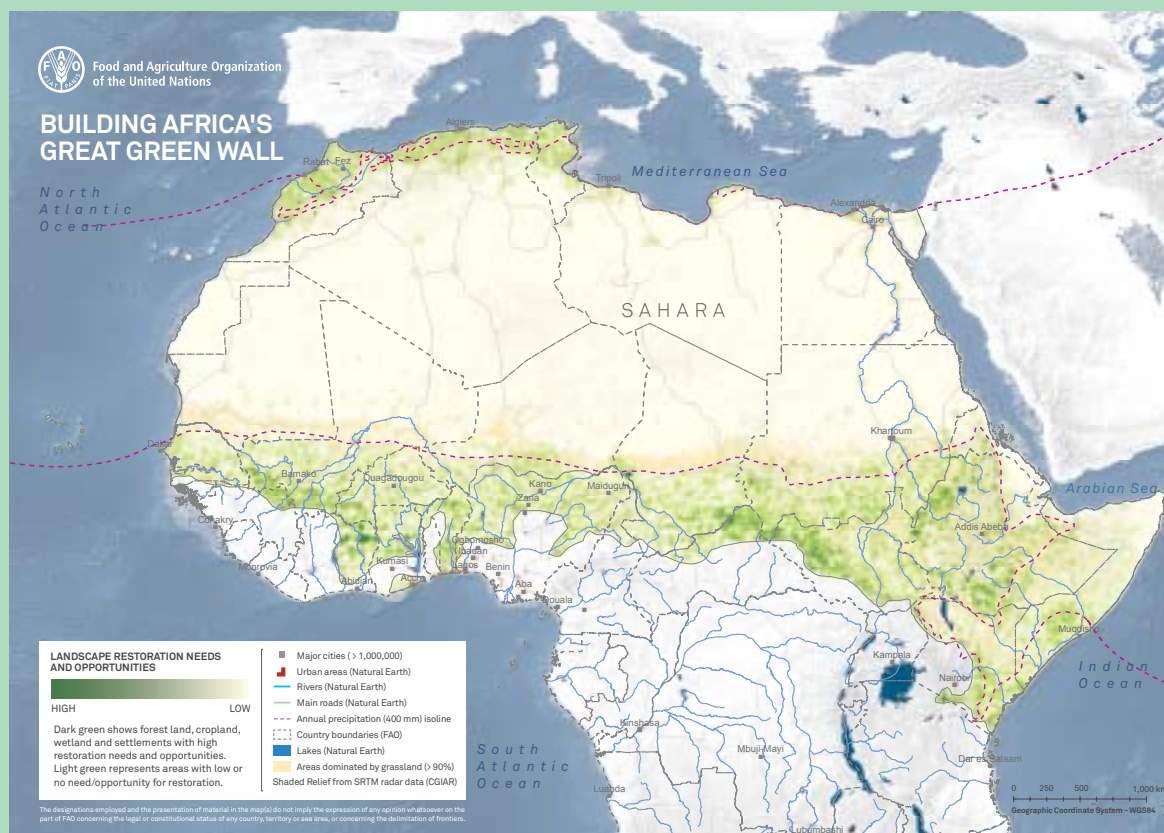 FAO
FIAT PANIS
Food and Agriculture Organization
of the United Nations
BUILDING AFRICA'S
GREAT GREEN WALL
North
Atlantic
Ocean
Algiers
Rabat
Fez
Tripoli
Mediterranean Sea
Alexandria
Cairo
SAHARA
Dakar
Khartoum
Bamako
Ouagadougou
Kano
Zaria
Maiduguri
Arabian Sea
Addis Abeba
Conakry
Monrovia
Abidjan
Kumasi
Accra
Ogbomosho
Ibadan
Lagos
Benin
Aba
Douala
Muqdisho
Kampala
Nairobi
Indian
Ocean
Kinshasa
Mbuji-Mayi
Dar es Salaam
South
Atlantic
Ocean
Luanda
Lubumbashi
LANDSCAPE RESTORATION NEEDS
AND OPPORTUNITIES
HIGH
LOW
Dark green shows forest land, cropland,
wetland and settlements with high
restoration needs and opportunities.
Light green represents areas with low or
no need/opportunity for restoration.
Major cities ( > 1,000,000)
Urban areas (Natural Earth)
Rivers (Natural Earth)
Main roads (Natural Earth)
Annual precipitation (400 mm) isoline
Country boundaries (FAO)
Lakes (Natural Earth)
Areas dominated by grassland (> 90%)
Shaded Relief from SRTM radar data (CGIAR)
0 250 500 1,000 km
Geographic Coordinate System - WGS84
The designations employed and the presentation of material in the map(s) do not imply the expression of any opinion whatsoever on the
part of FAO concerning the legal or constitutional status of any country, territory or sea area, or concerning the delimitation of frontiers.